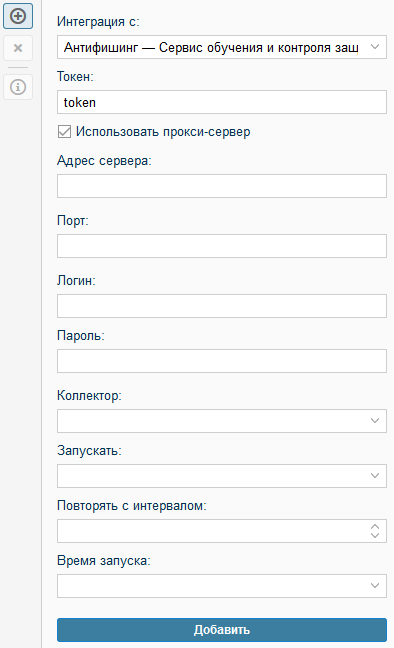 Интеграция с:
Антифишинг — Сервис обучения и контроля защ
Токен:
token
Использовать прокси-сервер
Адрес сервера:
Порт:
Логин:
Пароль:
Коллектор:
Запускать:
Повторять с интервалом:
Время запуска:
Добавить